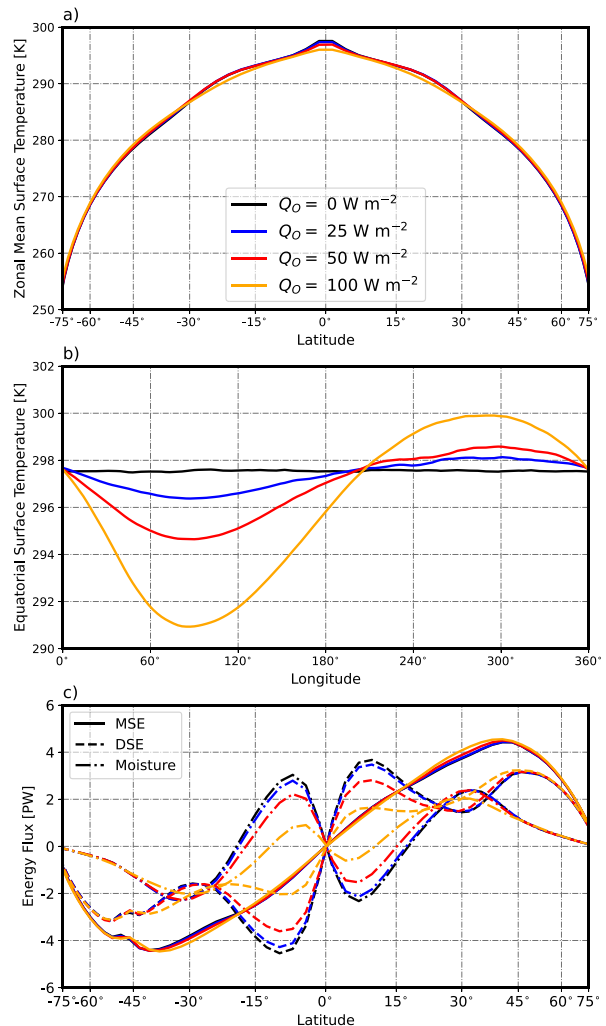 a)
Zonal Mean Surface Temperature [K]
300
290
280
270
260
250
Q_O = 0 W m⁻²
Q_O = 25 W m⁻²
Q_O = 50 W m⁻²
Q_O = 100 W m⁻²
-75° -60° -45° -30° -15° 0° 15° 30° 45° 60° 75°
Latitude
b)
Equatorial Surface Temperature [K]
302
300
298
296
294
292
290
0° 60° 120° 180° 240° 300° 360°
Longitude
c)
Energy Flux [PW]
6
4
2
0
-2
-4
-6
MSE
DSE
Moisture
-75° -60° -45° -30° -15° 0° 15° 30° 45° 60° 75°
Latitude